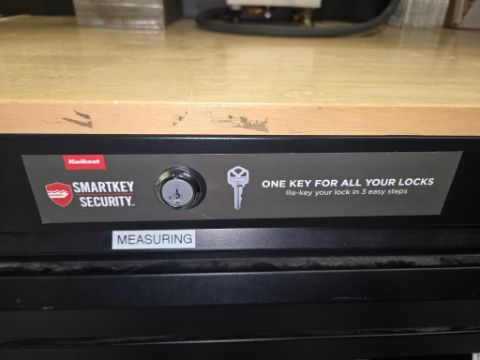 Kwikset
SMARTKEY
SECURITY.
ONE KEY FOR ALL YOUR LOCKS
Re-key your lock in 3 easy steps
MEASURING